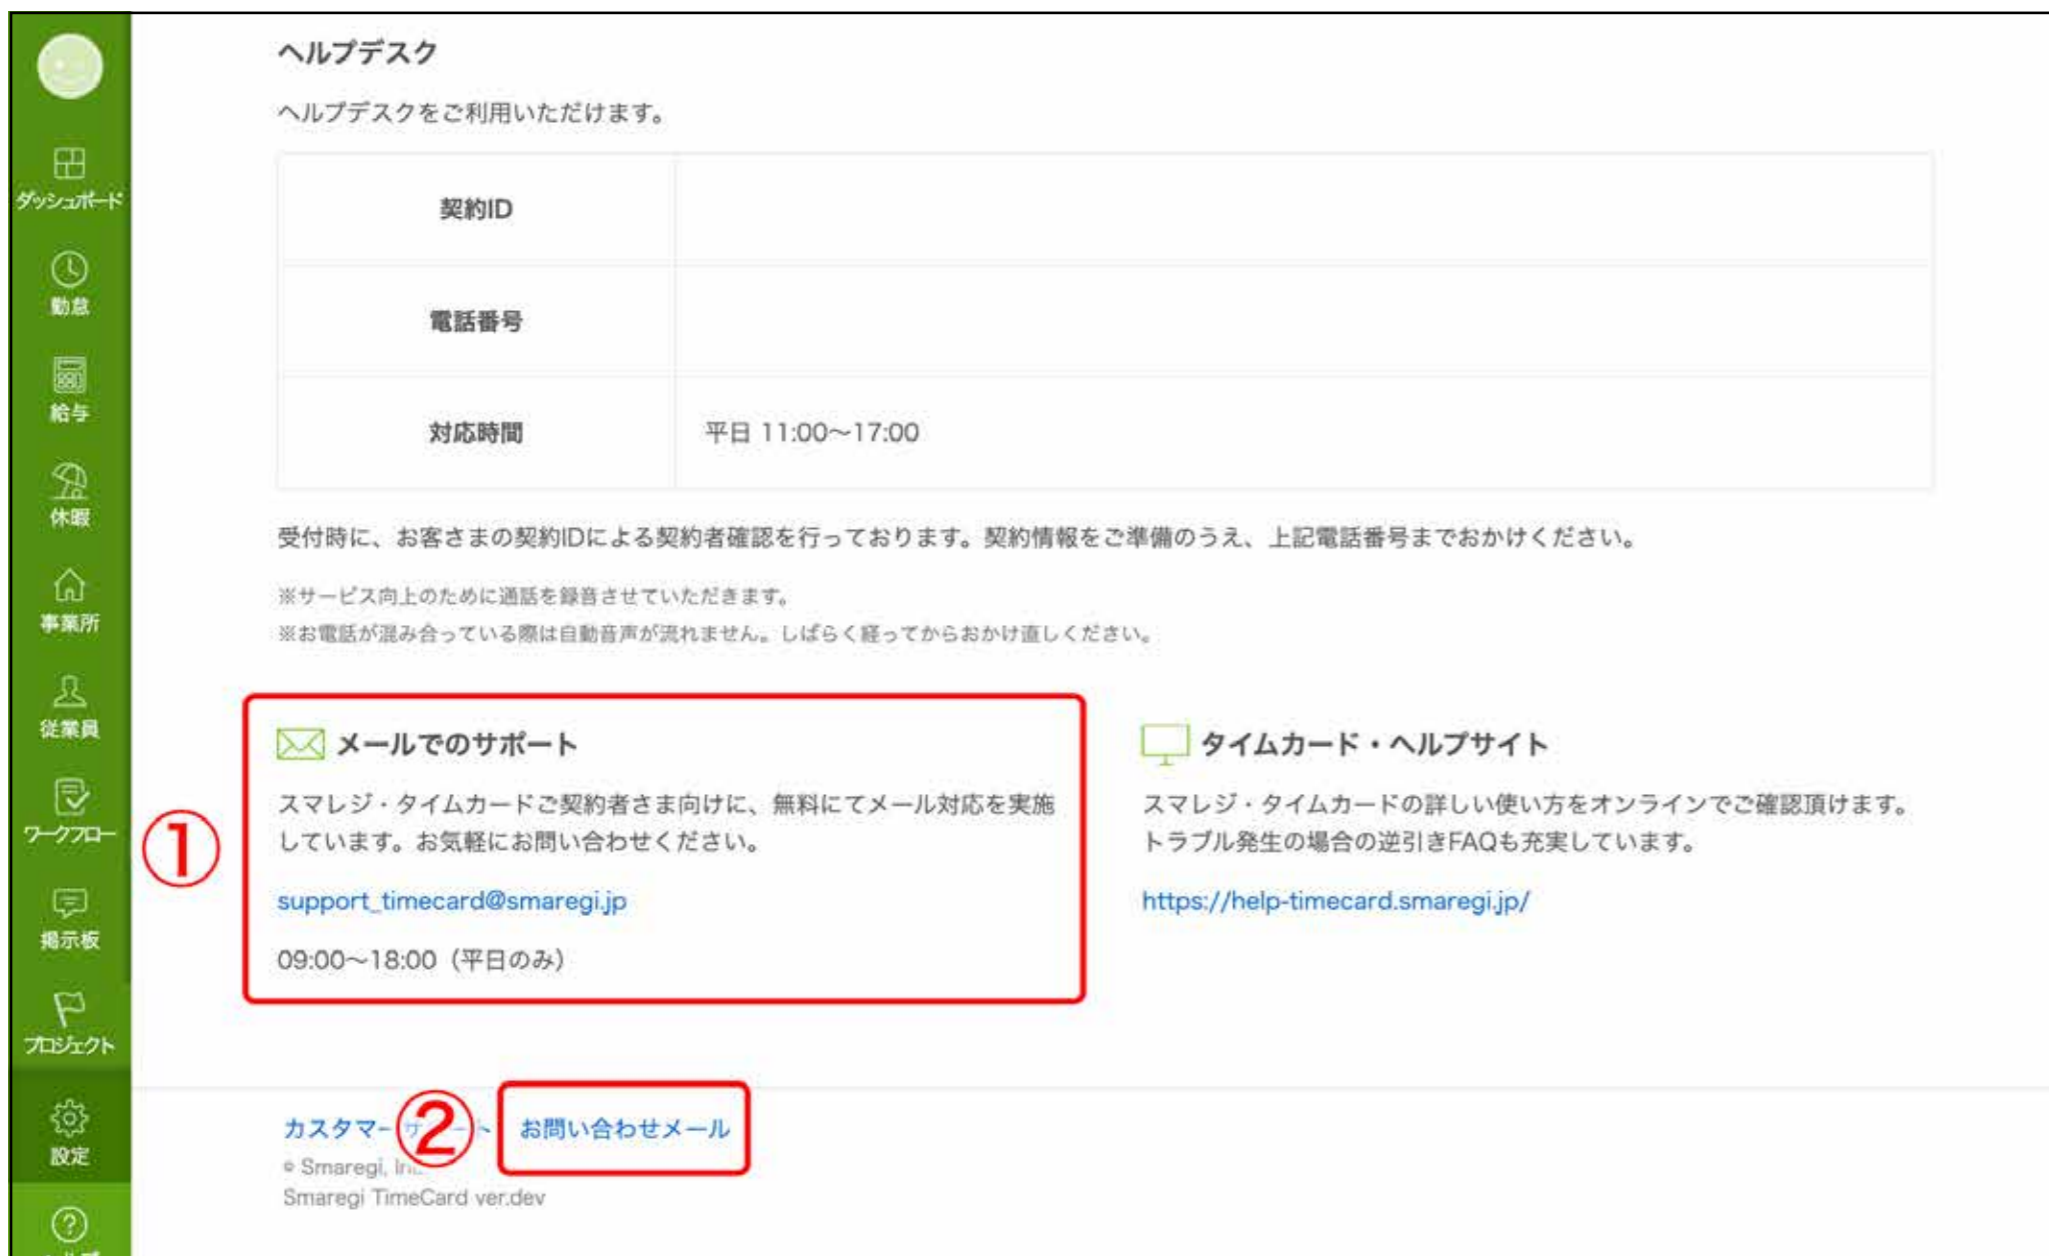 ヘルプデスク
ヘルプデスクをご利用いただけます。
契約ID
電話番号
対応時間
平日 11:00〜17:00
受付時に、お客さまの契約IDによる契約者確認を行っております。契約情報をご準備のうえ、上記電話番号までおかけください。
※サービス向上のために通話を録音させていただきます。
※お電話が混み合っている際は自動音声が流れません。しばらく経ってからおかけ直しください。
ダッシュボード
勤怠
給与
休暇
事業所
従業員
ワークフロー
掲示板
プロジェクト
設定
①
メールでのサポート
スマレジ・タイムカードご契約者さま向けに、無料にてメール対応を実施
しています。お気軽にお問い合わせください。
support_timecard@smaregi.jp
09:00〜18:00（平日のみ）
タイムカード・ヘルプサイト
スマレジ・タイムカードの詳しい使い方をオンラインでご確認頂けます。
トラブル発生の場合の逆引きFAQも充実しています。
https://help-timecard.smaregi.jp/
②
お問い合わせメール
© Smaregi,
Smaregi TimeCard ver.dev